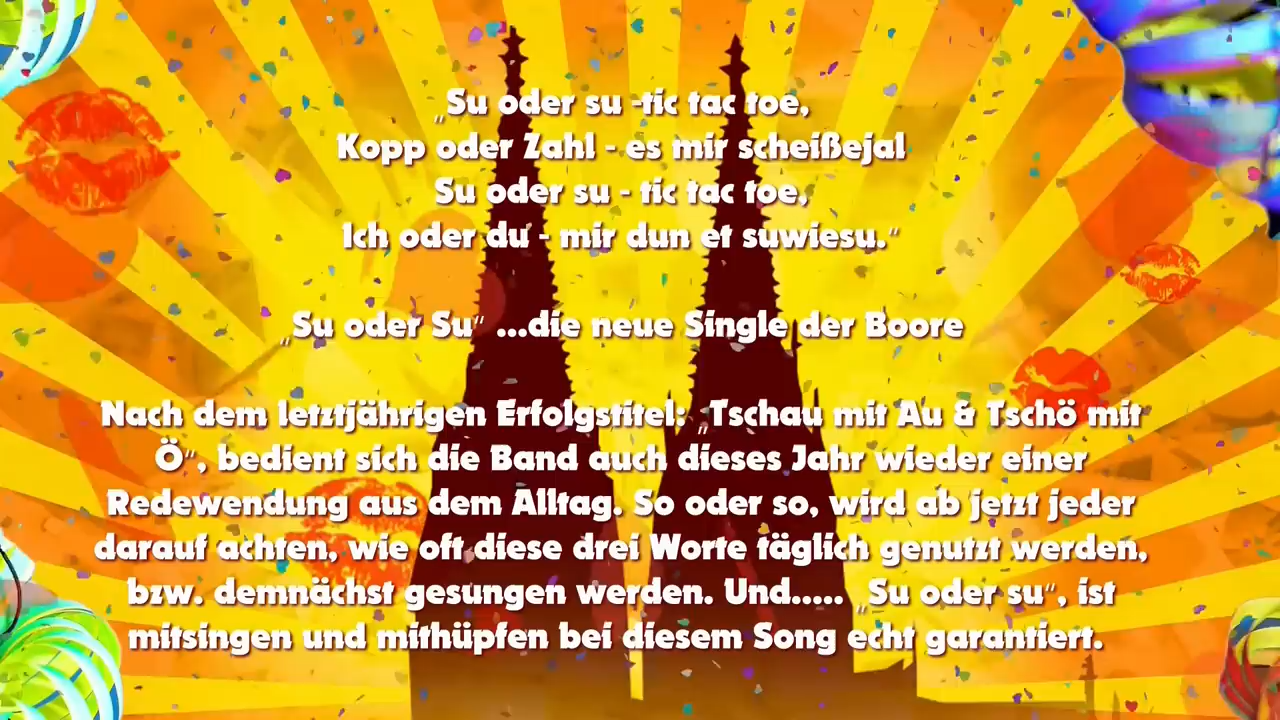 „Su oder su -tic tac toe,
Kopp oder Zahl - es mir scheißejal
Su oder su - tic tac toe,
Ich oder du - mir dun et suwiesu."
„Su oder Su" ...die neue Single der Boore
Nach dem letztjährigen Erfolgstitel: „Tschau mit Au & Tschö mit
Ö", bedient sich die Band auch dieses Jahr wieder einer
Redewendung aus dem Alltag. So oder so, wird ab jetzt jeder
darauf achten, wie oft diese drei Worte täglich genutzt werden,
bzw. demnächst gesungen werden. Und..... „Su oder su", ist
mitsingen und mithüpfen bei diesem Song echt garantiert.